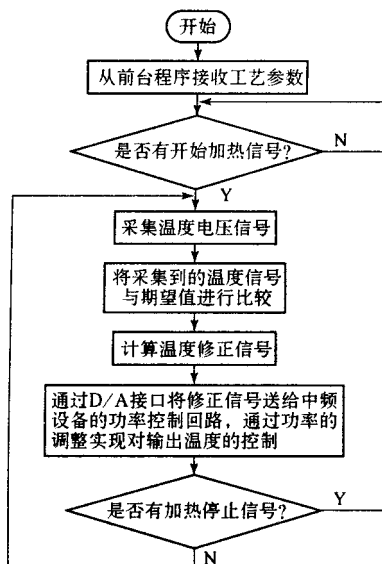 开始
从前台程序接收工艺参数
是否有开始加热信号?
N
Y
采集温度电压信号
将采集到的温度信号
与期望值进行比较
计算温度修正信号
通过D/A接口将修正信号送给中频
设备的功率控制回路，通过功率的
调整实现对输出温度的控制
是否有加热停止信号?
Y
N